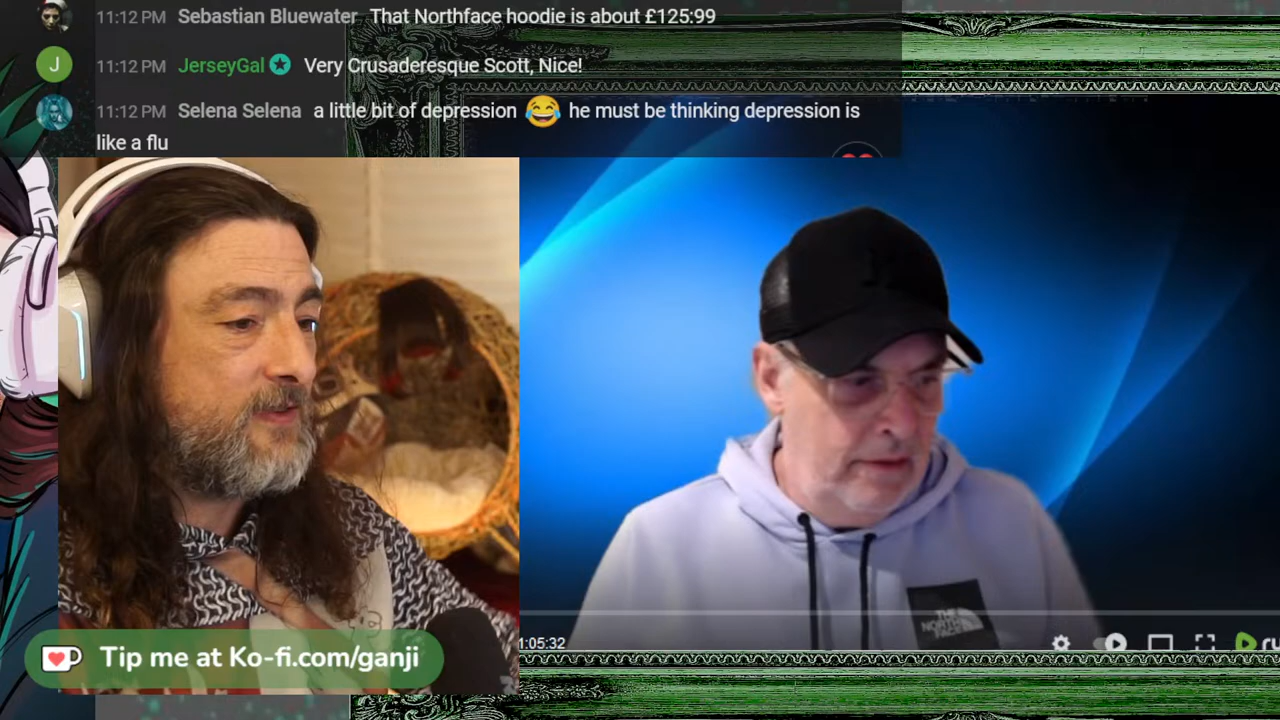 11:12 PM Sebastian Bluewater That Northface hoodie is about £125:99
J 11:12 PM JerseyGal Very Crusaderesque Scott, Nice!
11:12 PM Selena Selena a little bit of depression 😂 he must be thinking depression is
like a flu
THE
NORTH
FACE
1:05:32
ru
Tip me at Ko-fi.com/ganji